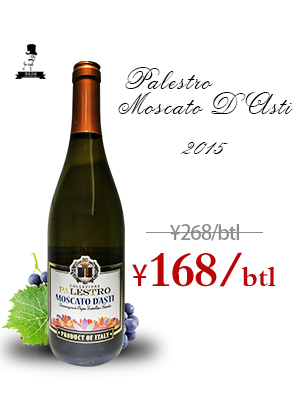 Palestro
Moscato D'Asti
2015
¥268/btl
¥168/btl
COLLEZIONE
PALESTRO
MOSCATO D'ASTI
PRODUCT OF ITALY